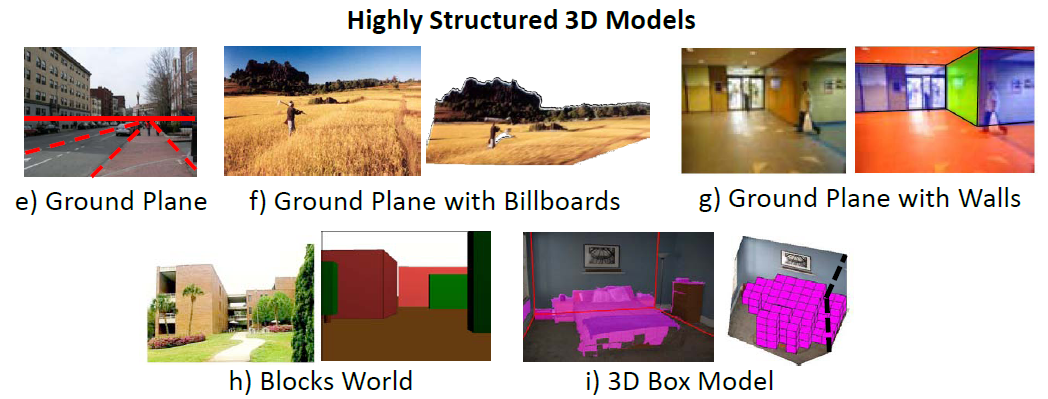 Highly Structured 3D Models
e) Ground Plane
f) Ground Plane with Billboards
g) Ground Plane with Walls
h) Blocks World
i) 3D Box Model